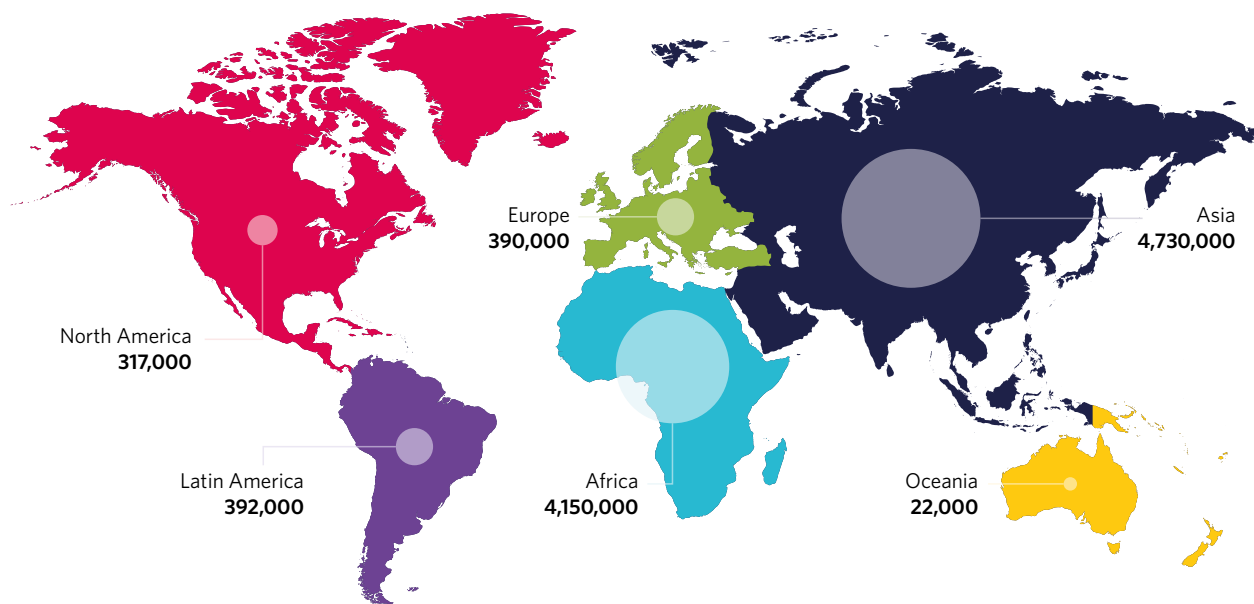 Europe
390,000
Asia
4,730,000
North America
317,000
Latin America
392,000
Africa
4,150,000
Oceania
22,000